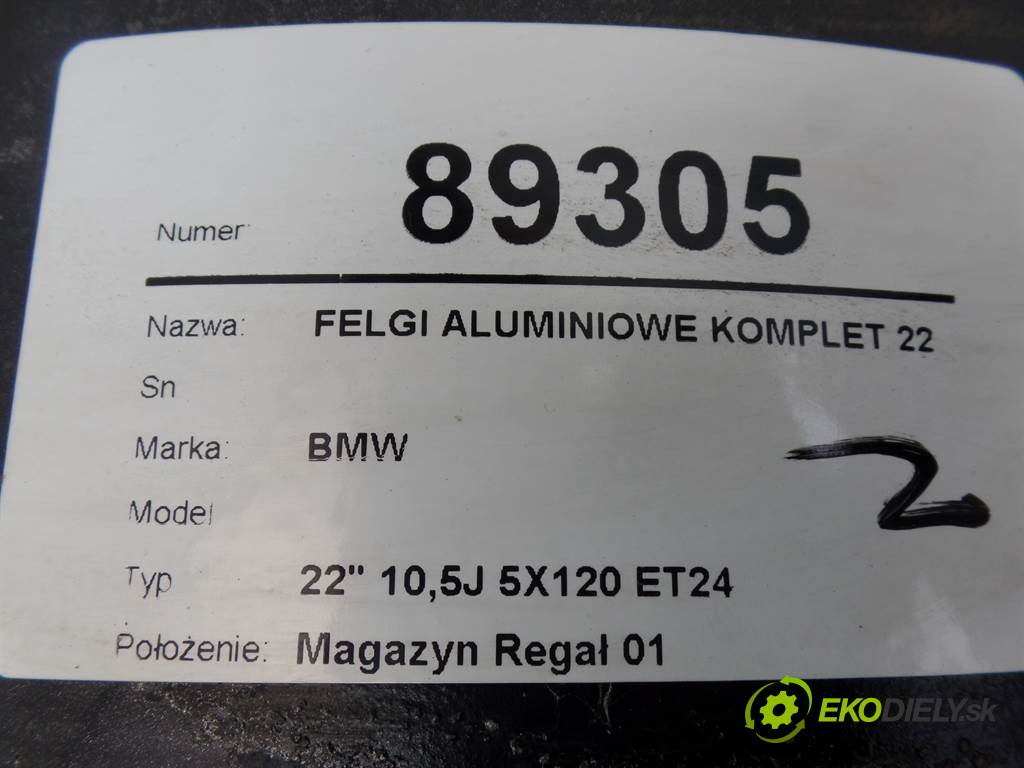 Numer: 89305
Nazwa: FELGI ALUMINIOWE KOMPLET 22
Sn
Marka: BMW
2
Model
Typ 22" 10,5J 5X120 ET24
Położenie: Magazyn Regał 01
EKODIELY.sk